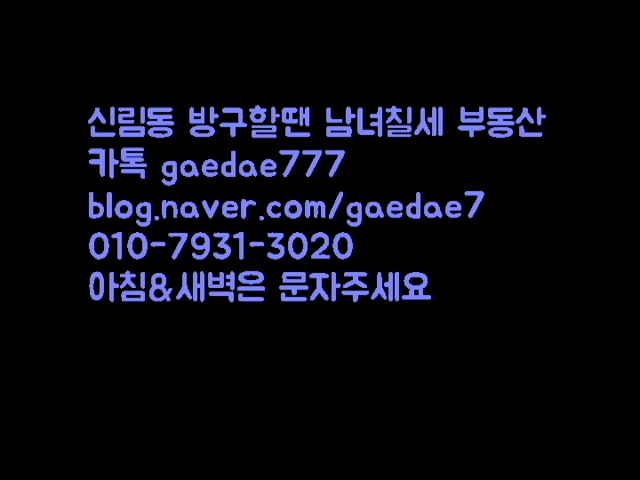 신림동 방구할땐 남녀칠세 부동산
카톡 gaedae777
blog.naver.com/gaedae7
010-7931-3020
아침&새벽은 문자주세요